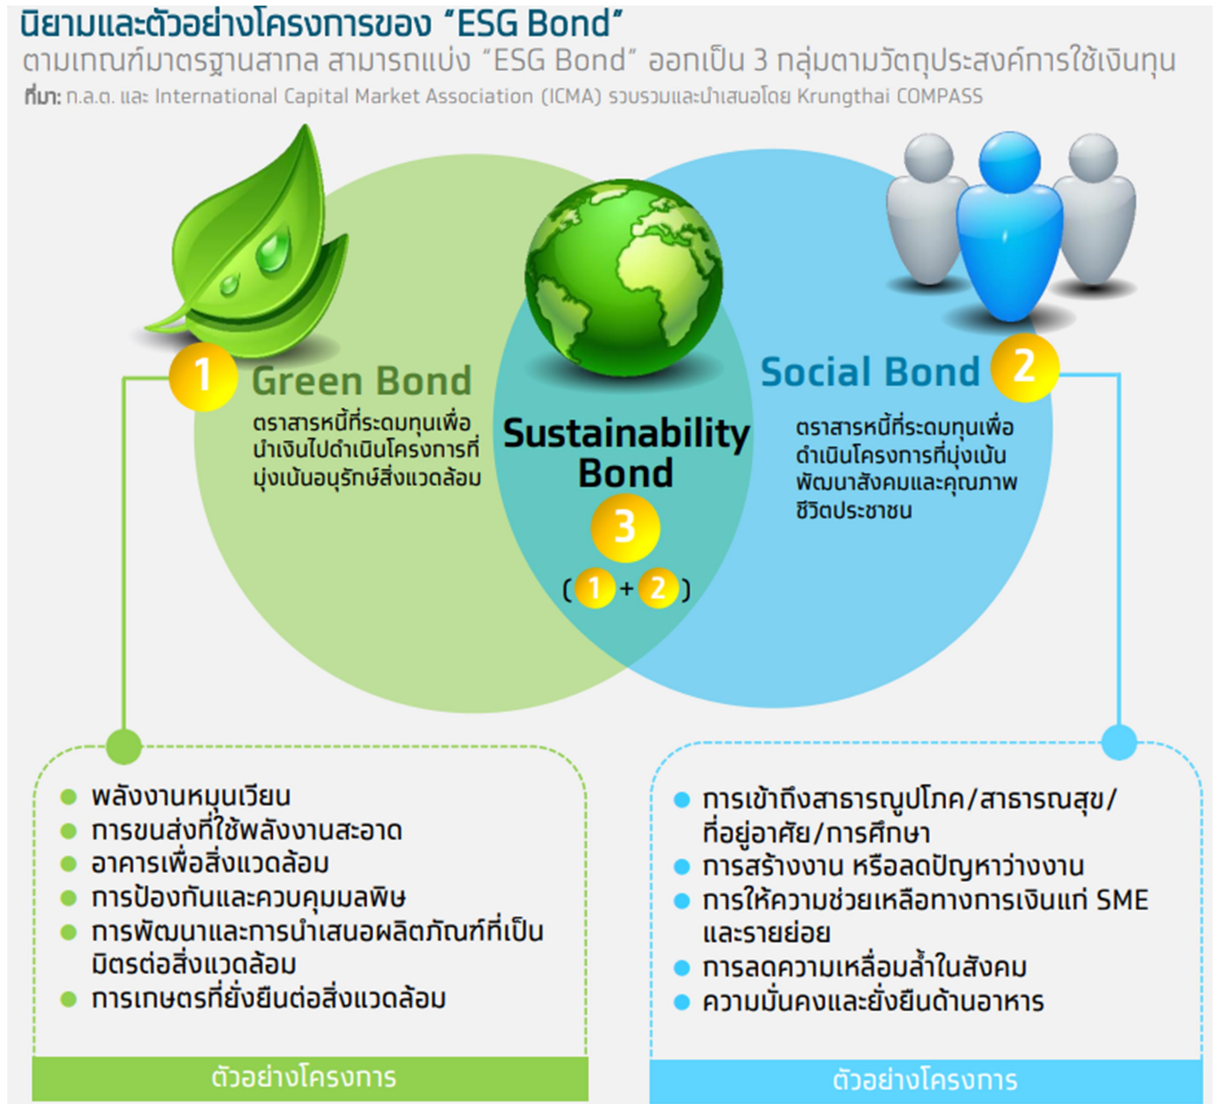 นิยามและตัวอย่างโครงการของ “ESG Bond”
ตามเกณฑ์มาตรฐานสากล สามารถแบ่ง “ESG Bond” ออกเป็น 3 กลุ่มตามวัตถุประสงค์การใช้เงินทุน
ที่มา: ก.ล.ต. และ International Capital Market Association (ICMA) รวบรวมและนำเสนอโดย Krungthai COMPASS
1
Green Bond
ตราสารหนี้ที่ระดมทุนเพื่อ
นำเงินไปดำเนินโครงการที่
มุ่งเน้นอนุรักษ์สิ่งแวดล้อม
Sustainability
Bond
3
(1+2)
Social Bond
2
ตราสารหนี้ที่ระดมทุนเพื่อ
ดำเนินโครงการที่มุ่งเน้น
พัฒนาสังคมและคุณภาพ
ชีวิตประชาชน
พลังงานหมุนเวียน
การขนส่งที่ใช้พลังงานสะอาด
อาคารเพื่อสิ่งแวดล้อม
การป้องกันและควบคุมมลพิษ
การพัฒนาและการนำเสนอผลิตภัณฑ์ที่เป็น
มิตรต่อสิ่งแวดล้อม
การเกษตรที่ยั่งยืนต่อสิ่งแวดล้อม
ตัวอย่างโครงการ
การเข้าถึงสาธารณูปโภค/สาธารณสุข/
ที่อยู่อาศัย/การศึกษา
การสร้างงาน หรือลดปัญหาว่างงาน
การให้ความช่วยเหลือทางการเงินแก่ SME
และรายย่อย
การลดความเหลื่อมล้ำในสังคม
ความมั่นคงและยั่งยืนด้านอาหาร
ตัวอย่างโครงการ